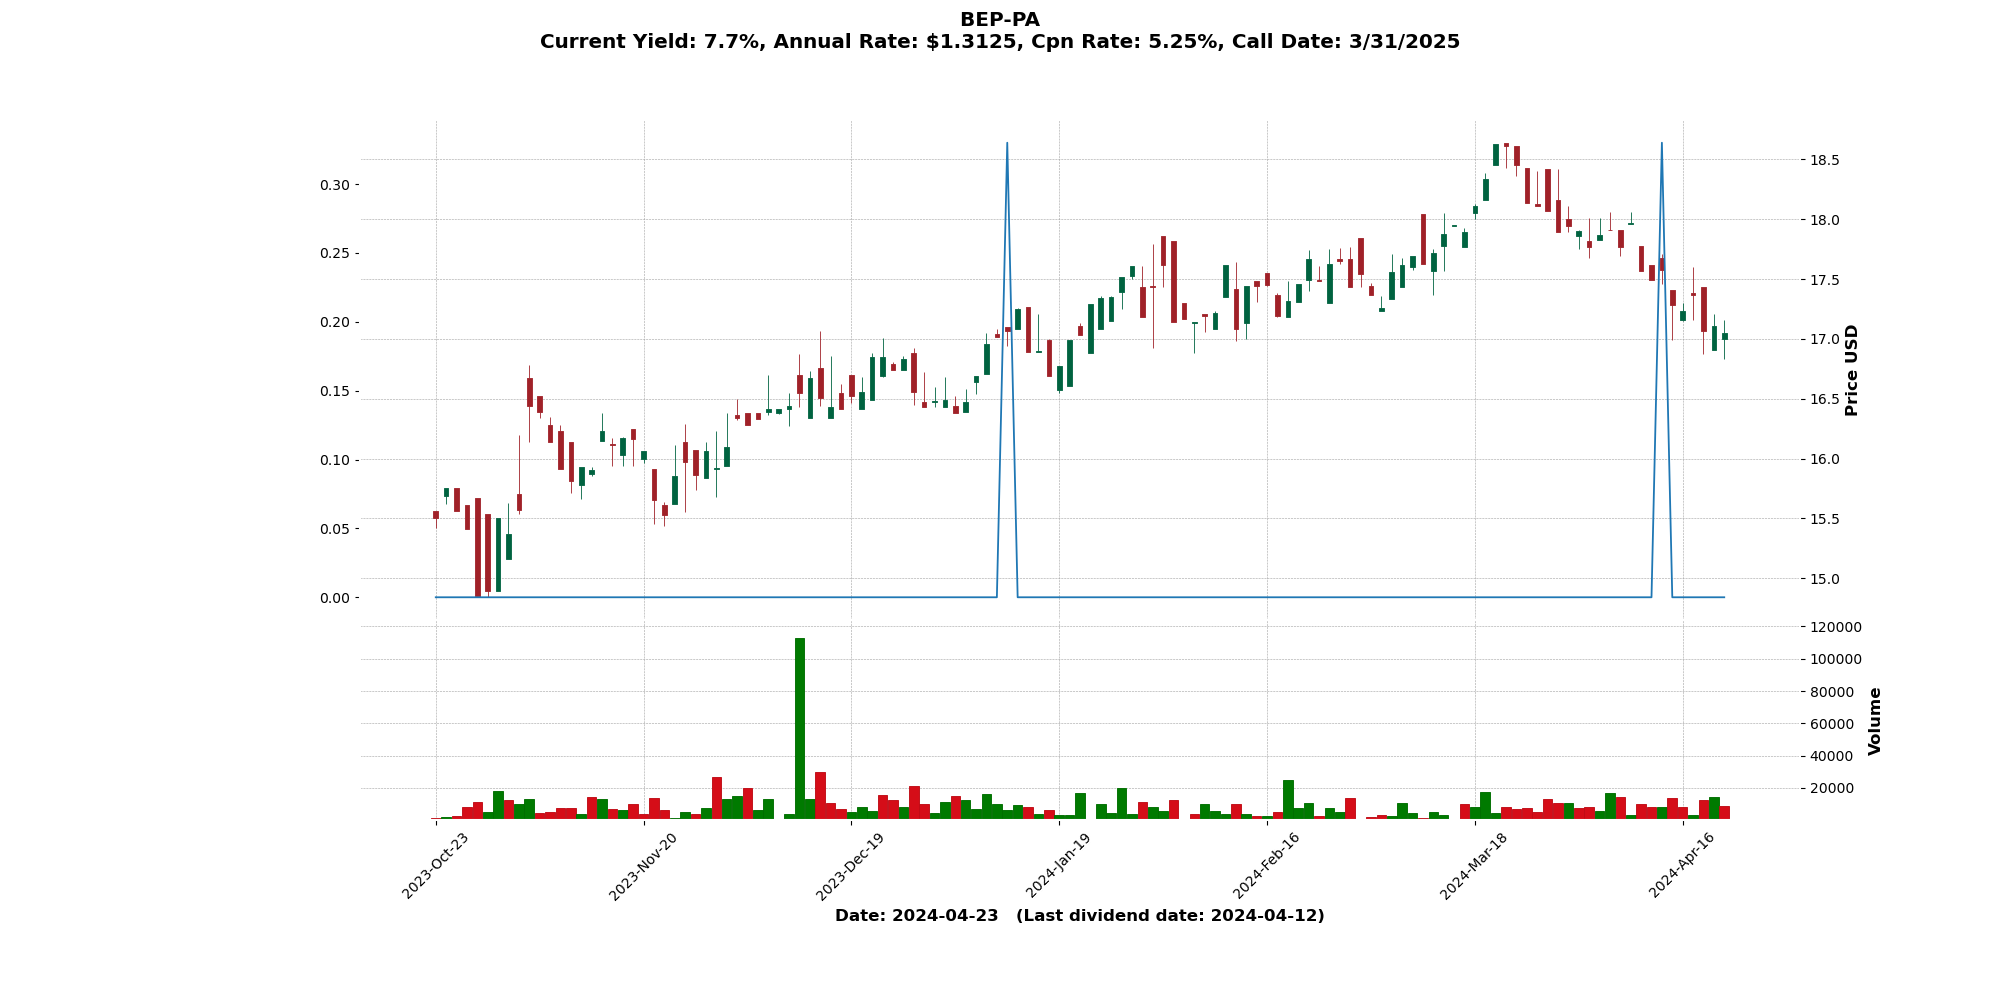 BEP-PA
Current Yield: 7.7%, Annual Rate: $1.3125, Cpn Rate: 5.25%, Call Date: 3/31/2025
0.30
0.25
0.20
0.15
0.10
0.05
0.00
18.5
18.0
17.5
17.0
16.5
16.0
15.5
15.0
Price USD
120000
100000
80000
60000
40000
20000
Volume
2023-Oct-23
2023-Nov-20
2023-Dec-19
2024-Jan-19
2024-Feb-16
2024-Mar-18
2024-Apr-16
Date: 2024-04-23 (Last dividend date: 2024-04-12)